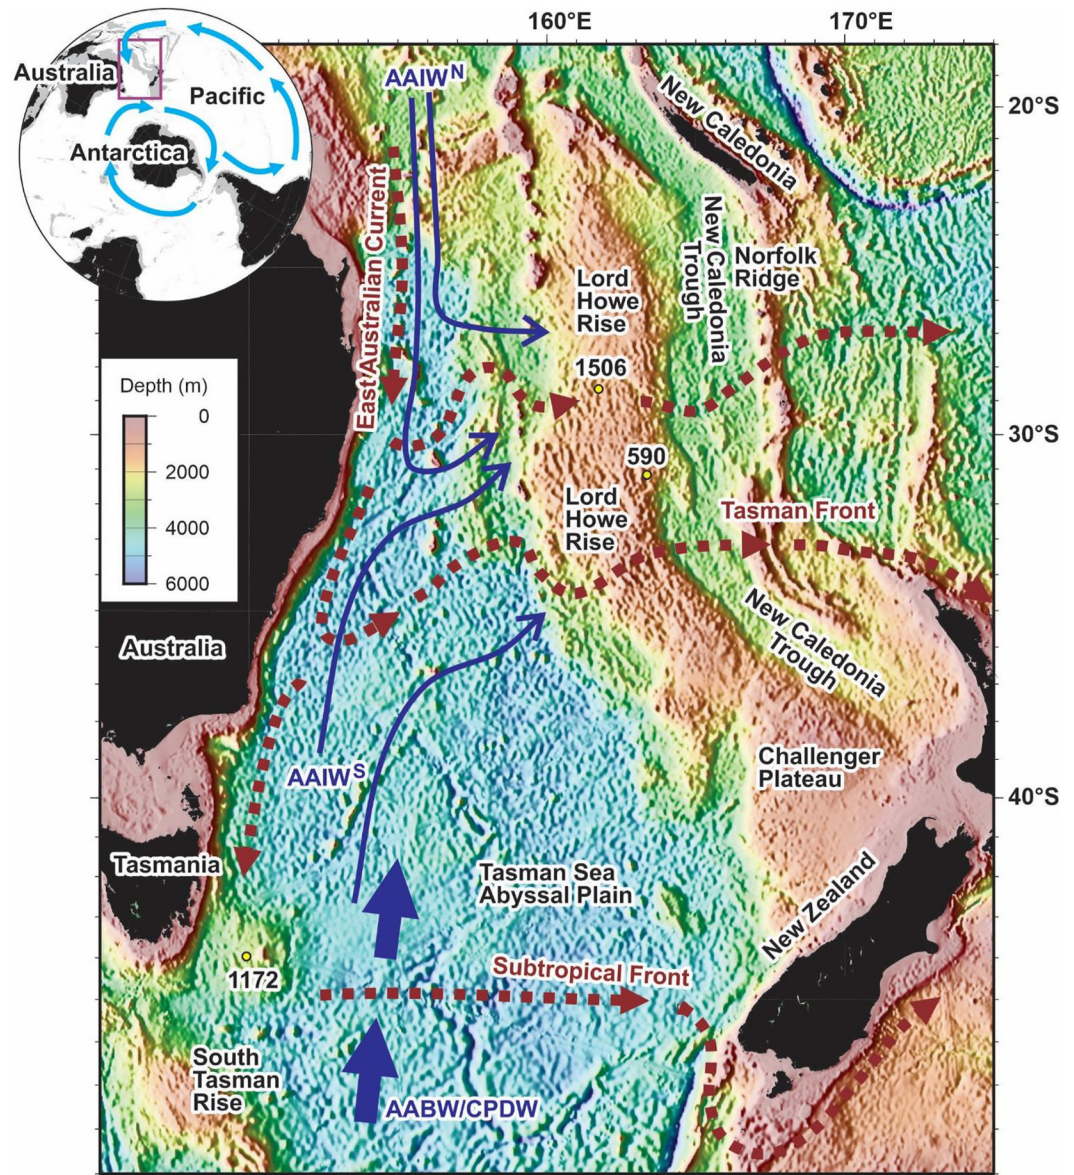 160°E
170°E
Australia
Pacific
Antarctica
AAIWᴺ
20°S
New Caledonia
East Australian Current
New Caledonia
Trough
Norfolk
Ridge
Lord
Howe
Rise
1506
Depth (m)
0
2000
4000
6000
30°S
590
Lord
Howe
Rise
Tasman Front
Australia
New Caledonia
Trough
AAIWˢ
Challenger
Plateau
40°S
Tasmania
Tasman Sea
Abyssal Plain
New Zealand
1172
Subtropical Front
South
Tasman
Rise
AABW/CPDW